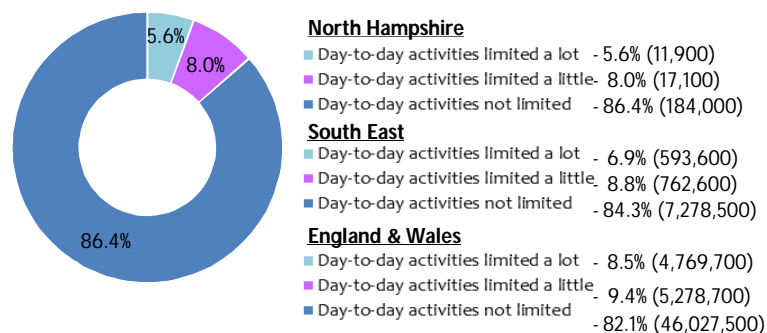 5.6%
8.0%
86.4%
North Hampshire
Day-to-day activities limited a lot - 5.6% (11,900)
Day-to-day activities limited a little - 8.0% (17,100)
Day-to-day activities not limited - 86.4% (184,000)
South East
Day-to-day activities limited a lot - 6.9% (593,600)
Day-to-day activities limited a little - 8.8% (762,600)
Day-to-day activities not limited - 84.3% (7,278,500)
England & Wales
Day-to-day activities limited a lot - 8.5% (4,769,700)
Day-to-day activities limited a little - 9.4% (5,278,700)
Day-to-day activities not limited - 82.1% (46,027,500)